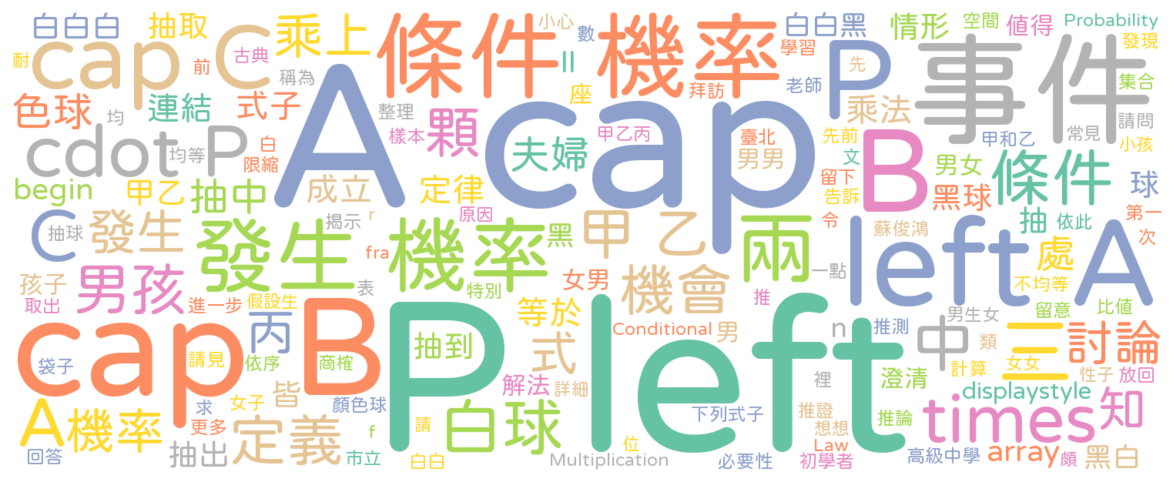 白白白 抽取 乘上 條件機率 小心 數 白白黑 情形 空間 值得 Probability
cap C 耐 前 古典 稱為 II 座 拜訪 學習 老師 先 P 事件 發現
色球 均 連結 式子 整理 顆 A cap 乘法 集合
cdot P 均等 白 限縮 樣本 甲乙丙 夫婦 臺北 男男 先前 文 B 甲和乙 常見 請問 小孩
begin 甲乙 抽中 成立 定律 留下 告訴 男女 黑球 條件 球
C 抽球 發生 揭示 r 原因 令 蘇俊鴻 抽 依此 第一 次
發生機率 黑 fra 特別 甲乙 兩 一點 left A 處 不均等
孩子 男孩 取出 進一步 假設生 表 等於 女男 機會 推 n 推測 男生女 留意 比值
cap B 丙 Conditional 男 中 類 三 討論
袋子 請見 依序 商榷 抽到 式 P left 裡 澄清 計算 女女 性子 放回
A 機率 求 更多 女子 皆 顏色球 解法 詳細 下列式子 推證 想想 推論 displaystyle times 知
回答 抽出 定義 f 市立 請 白球 白白 位 Multiplication 必要性 Law 初學者 高級中學 array 頗 黑白